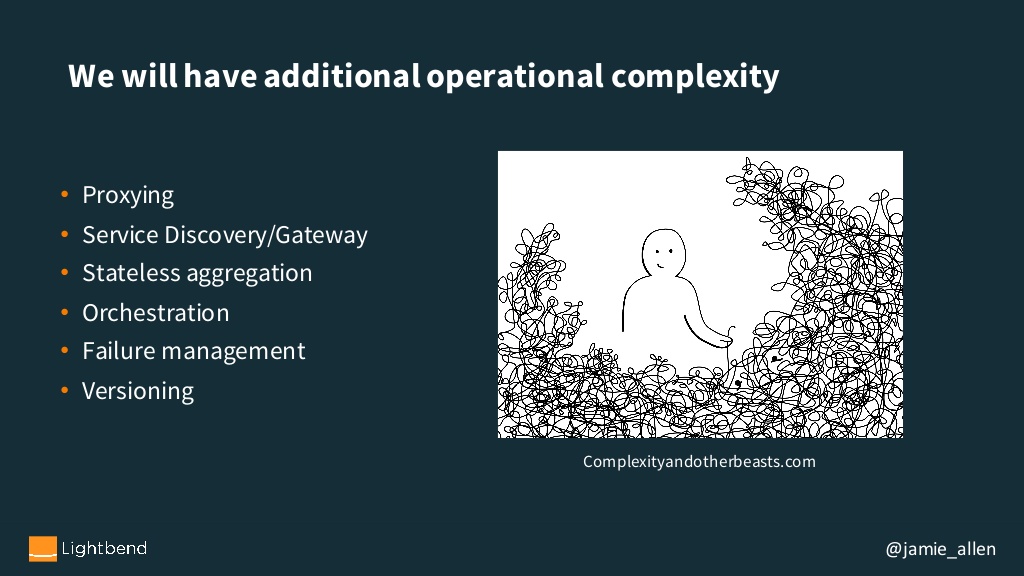 We will have additional operational complexity
• Proxying
• Service Discovery/Gateway
• Stateless aggregation
• Orchestration
• Failure management
• Versioning
Complexityandotherbeasts.com
Lightbend
@jamie_allen